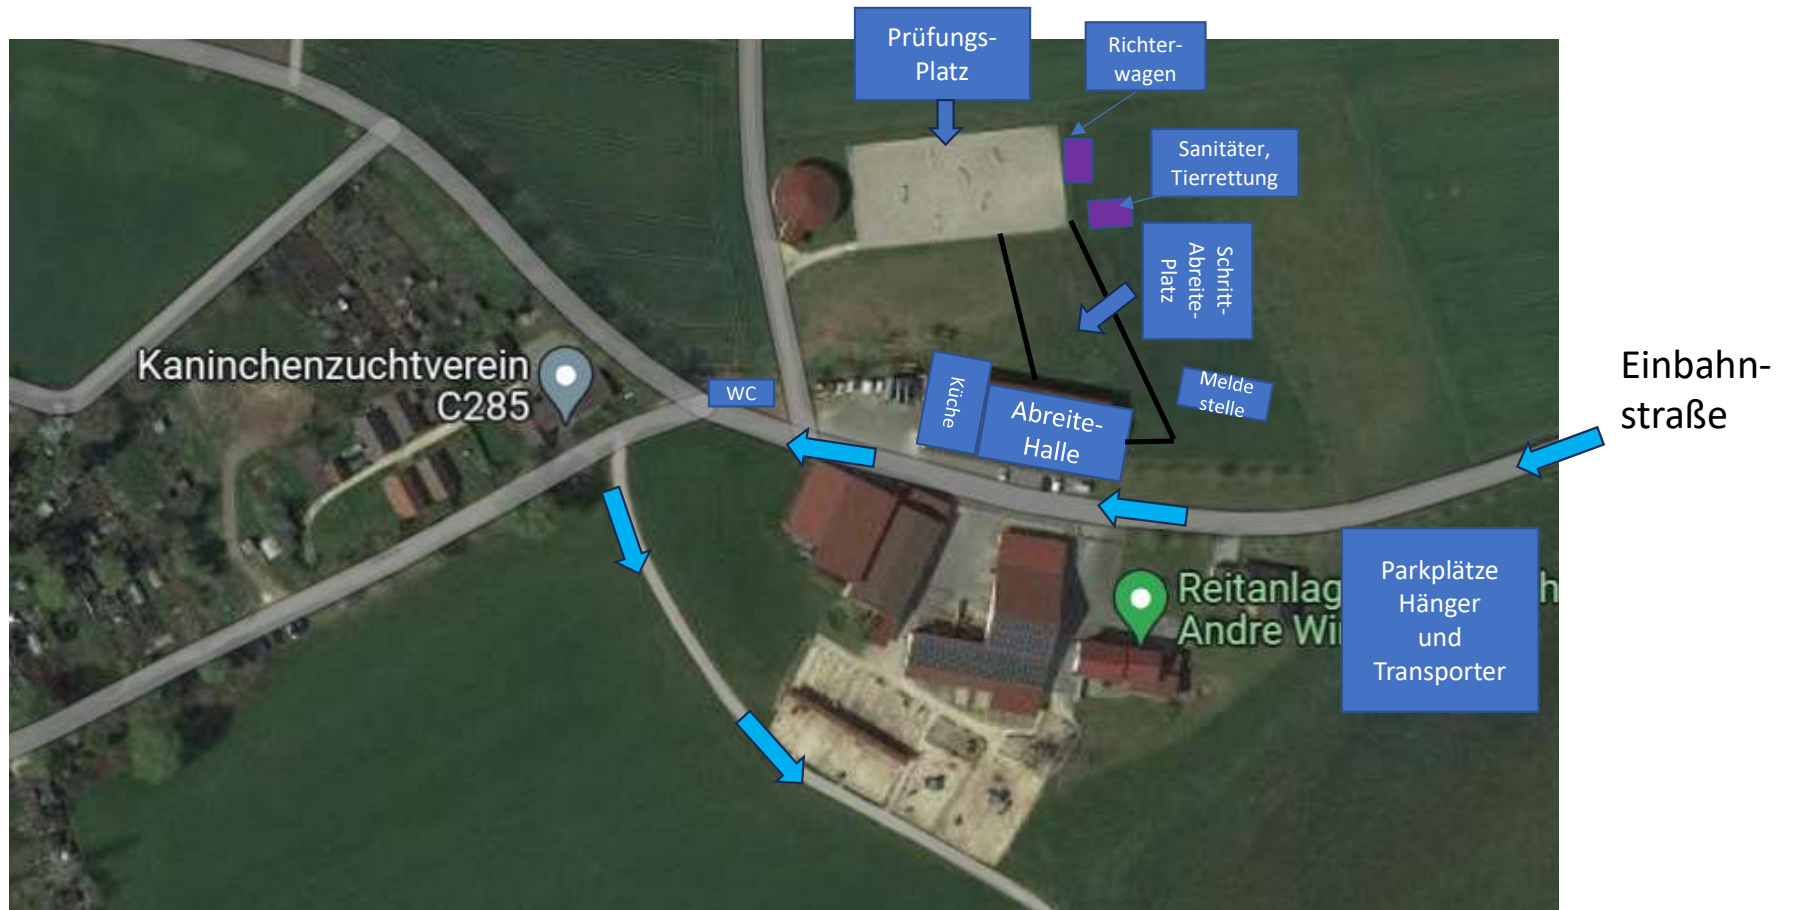 Prüfungs-
Platz
Richter-
wagen
Sanitäter,
Tierrettung
Schritt-
Abreite-
Platz
Einbahn-
straße
Kaninchenzuchtverein
C285
WC
Küche
Abreite-
Halle
Melde
stelle
Reitanlag
Andre Wi
Parkplätze
Hänger
und
Transporter